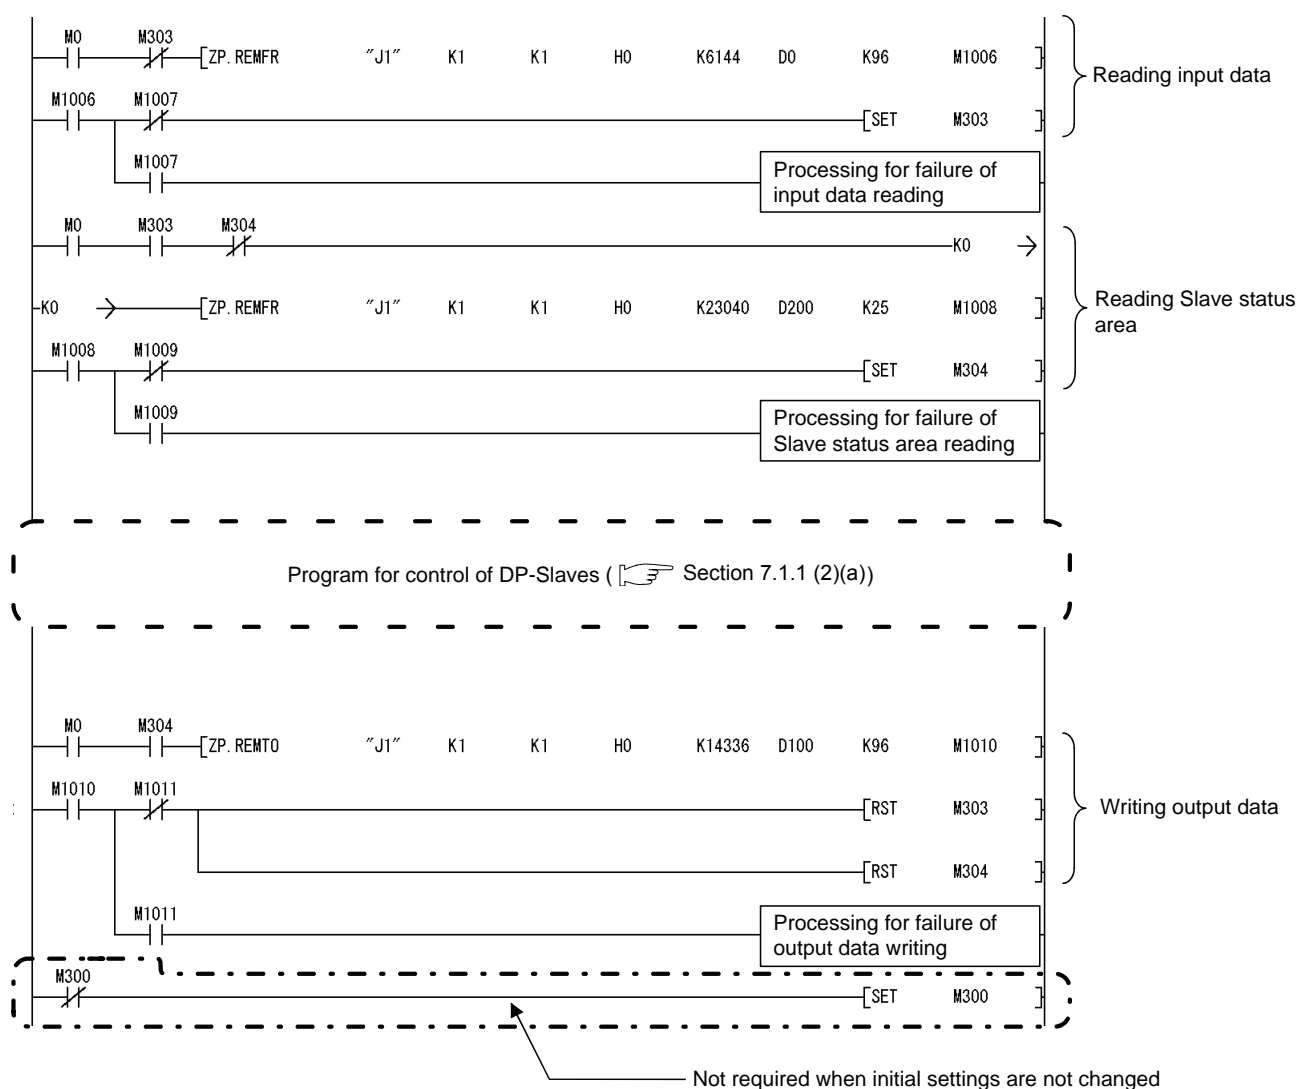 M0 M303
[ZP.REMFR "J1" K1 K1 H0 K6144 D0 K96 M1006 ]
Reading input data
M1006 M1007
[SET M303 ]
M1007
Processing for failure of
input data reading
M0 M303 M304
K0
K0 [ZP.REMFR "J1" K1 K1 H0 K23040 D200 K25 M1008 ]
Reading Slave status
area
M1008 M1009
[SET M304 ]
M1009
Processing for failure of
Slave status area reading
Program for control of DP-Slaves ( Section 7.1.1 (2)(a))
M0 M304
[ZP.REMTO "J1" K1 K1 H0 K14336 D100 K96 M1010 ]
M1010 M1011
[RST M303 ]
Writing output data
[RST M304 ]
M1011
Processing for failure of
output data writing
M300
[SET M300 ]
Not required when initial settings are not changed